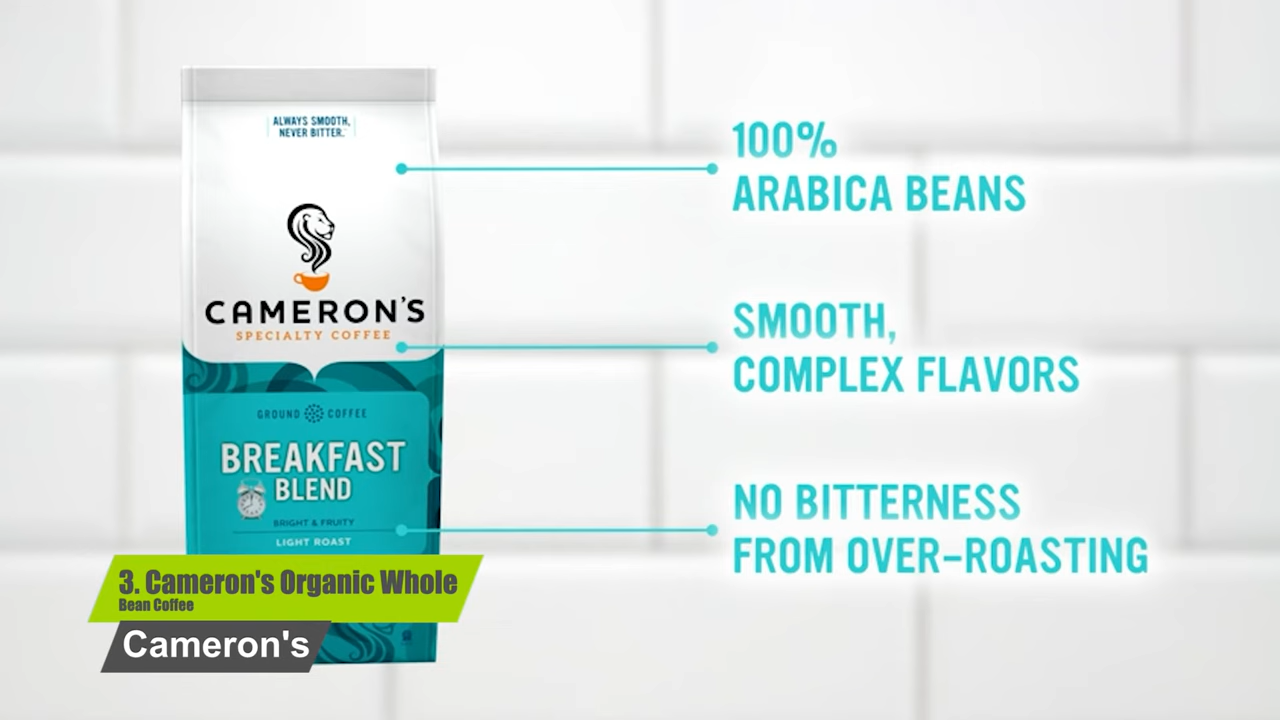 ALWAYS SMOOTH,
NEVER BITTER.
CAMERON'S
SPECIALTY COFFEE
GROUND COFFEE
BREAKFAST
BLEND
BRIGHT & FRUITY
LIGHT ROAST
100%
ARABICA BEANS
SMOOTH,
COMPLEX FLAVORS
NO BITTERNESS
FROM OVER-ROASTING
3. Cameron's Organic Whole
Bean Coffee
Cameron's